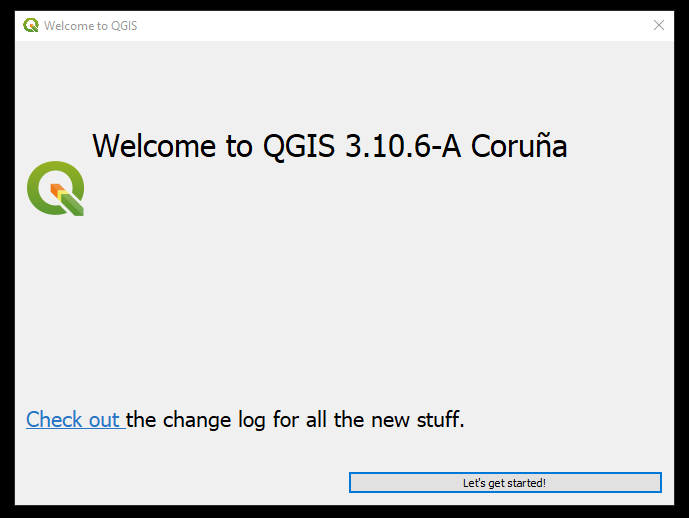 Welcome to QGIS
Welcome to QGIS 3.10.6-A Coruña
Check out the change log for all the new stuff.
Let's get started!